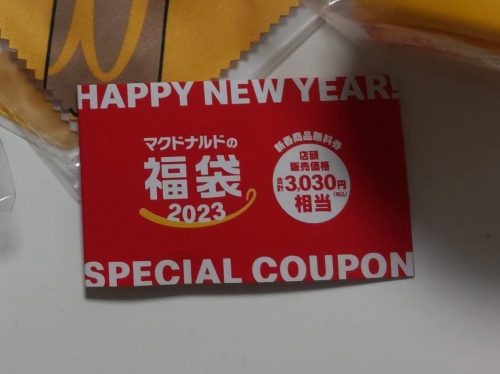 HAPPY NEW YEAR!
マクドナルドの
福袋
2023
新春商品無料券
店頭
販売価格
合計3,030円(税込)
相当
SPECIAL COUPON